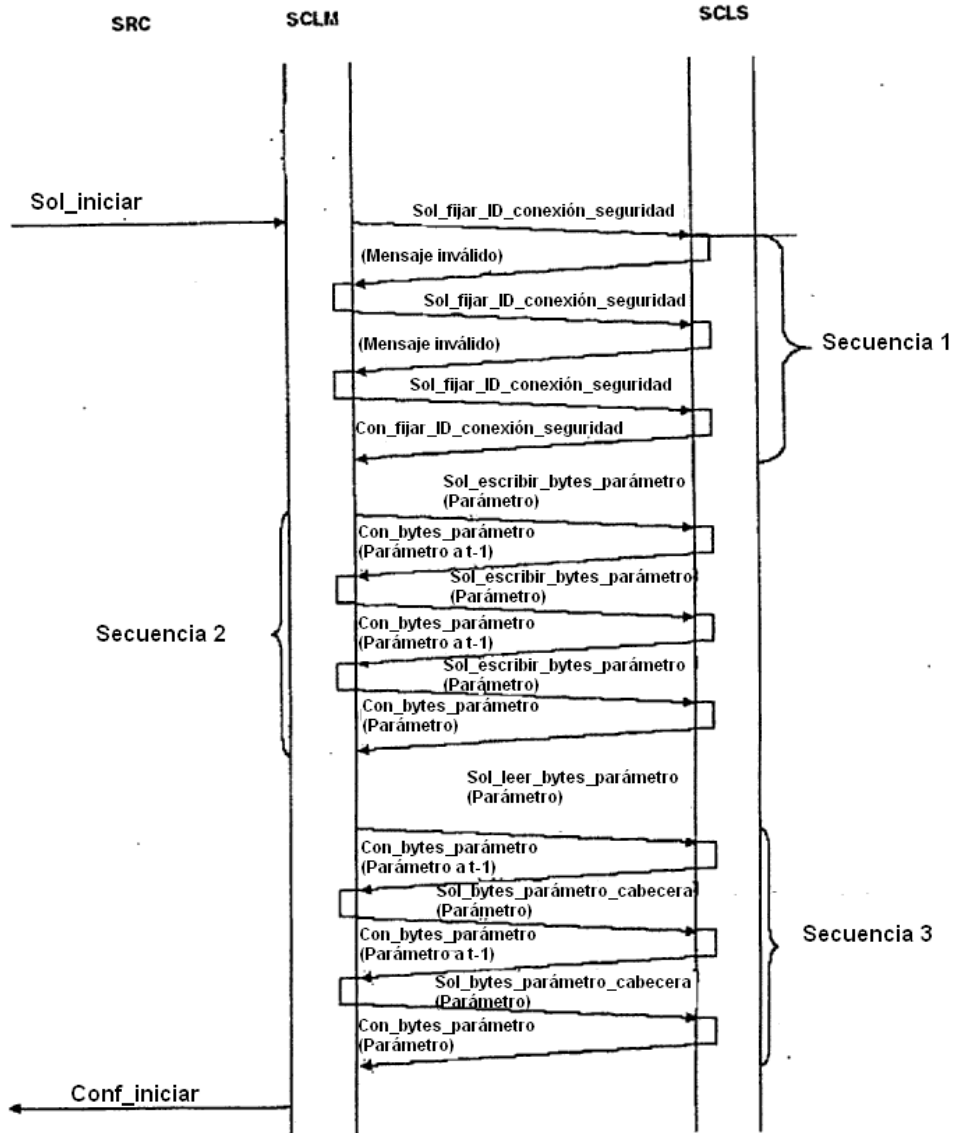 SRC
SCLM
SCLS
Sol_iniciar
Sol_fijar_ID_conexión_seguridad
(Mensaje inválido)
Sol_fijar_ID_conexión_seguridad
(Mensaje inválido)
Secuencia 1
Sol_fijar_ID_conexión_seguridad
Con_fijar_ID_conexión_seguridad
Sol_escribir_bytes_parámetro
(Parámetro)
Con_bytes_parámetro
(Parámetro a t-1)
Sol_escribir_bytes_parámetro
(Parámetro)
Secuencia 2
Con_bytes_parámetro
(Parámetro a t-1)
Sol_escribir_bytes_parámetro
(Parámetro)
Con_bytes_parámetro
(Parámetro)
Sol_leer_bytes_parámetro
(Parámetro)
Con_bytes_parámetro
(Parámetro a t-1)
Sol_bytes_parámetro_cabecera
(Parámetro)
Secuencia 3
Con_bytes_parámetro
(Parámetro a t-1)
Sol_bytes_parámetro_cabecera
(Parámetro)
Con_bytes_parámetro
(Parámetro)
Conf_iniciar